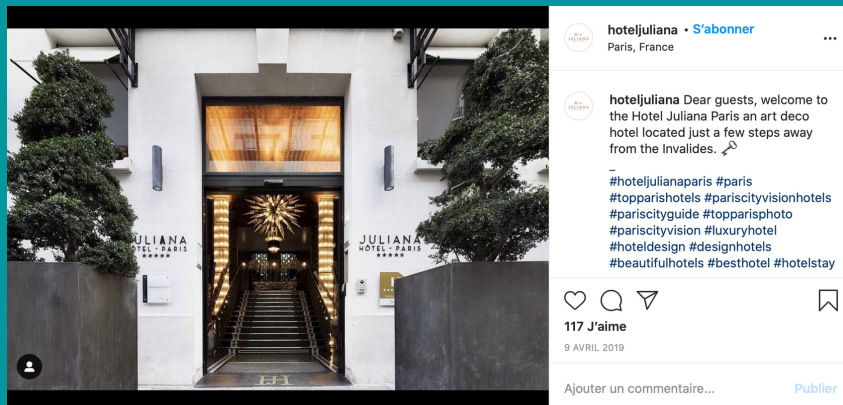 hoteljuliana • S'abonner
Paris, France
hoteljuliana Dear guests, welcome to
the Hotel Juliana Paris an art deco
hotel located just a few steps away
from the Invalides.
_
#hoteljulianaparis #paris
#topparishotels #pariscityvisionhotels
#pariscityguide #topparisphoto
#pariscityvision #luxuryhotel
#hoteldesign #designhotels
#beautifulhotels #besthotel #hotelstay
117 J'aime
9 AVRIL 2019
Ajouter un commentaire... Publier
JULIANA
HÔTEL • PARIS
ULIANA
HÔTEL • PARIS
JULIANA
JULIANA